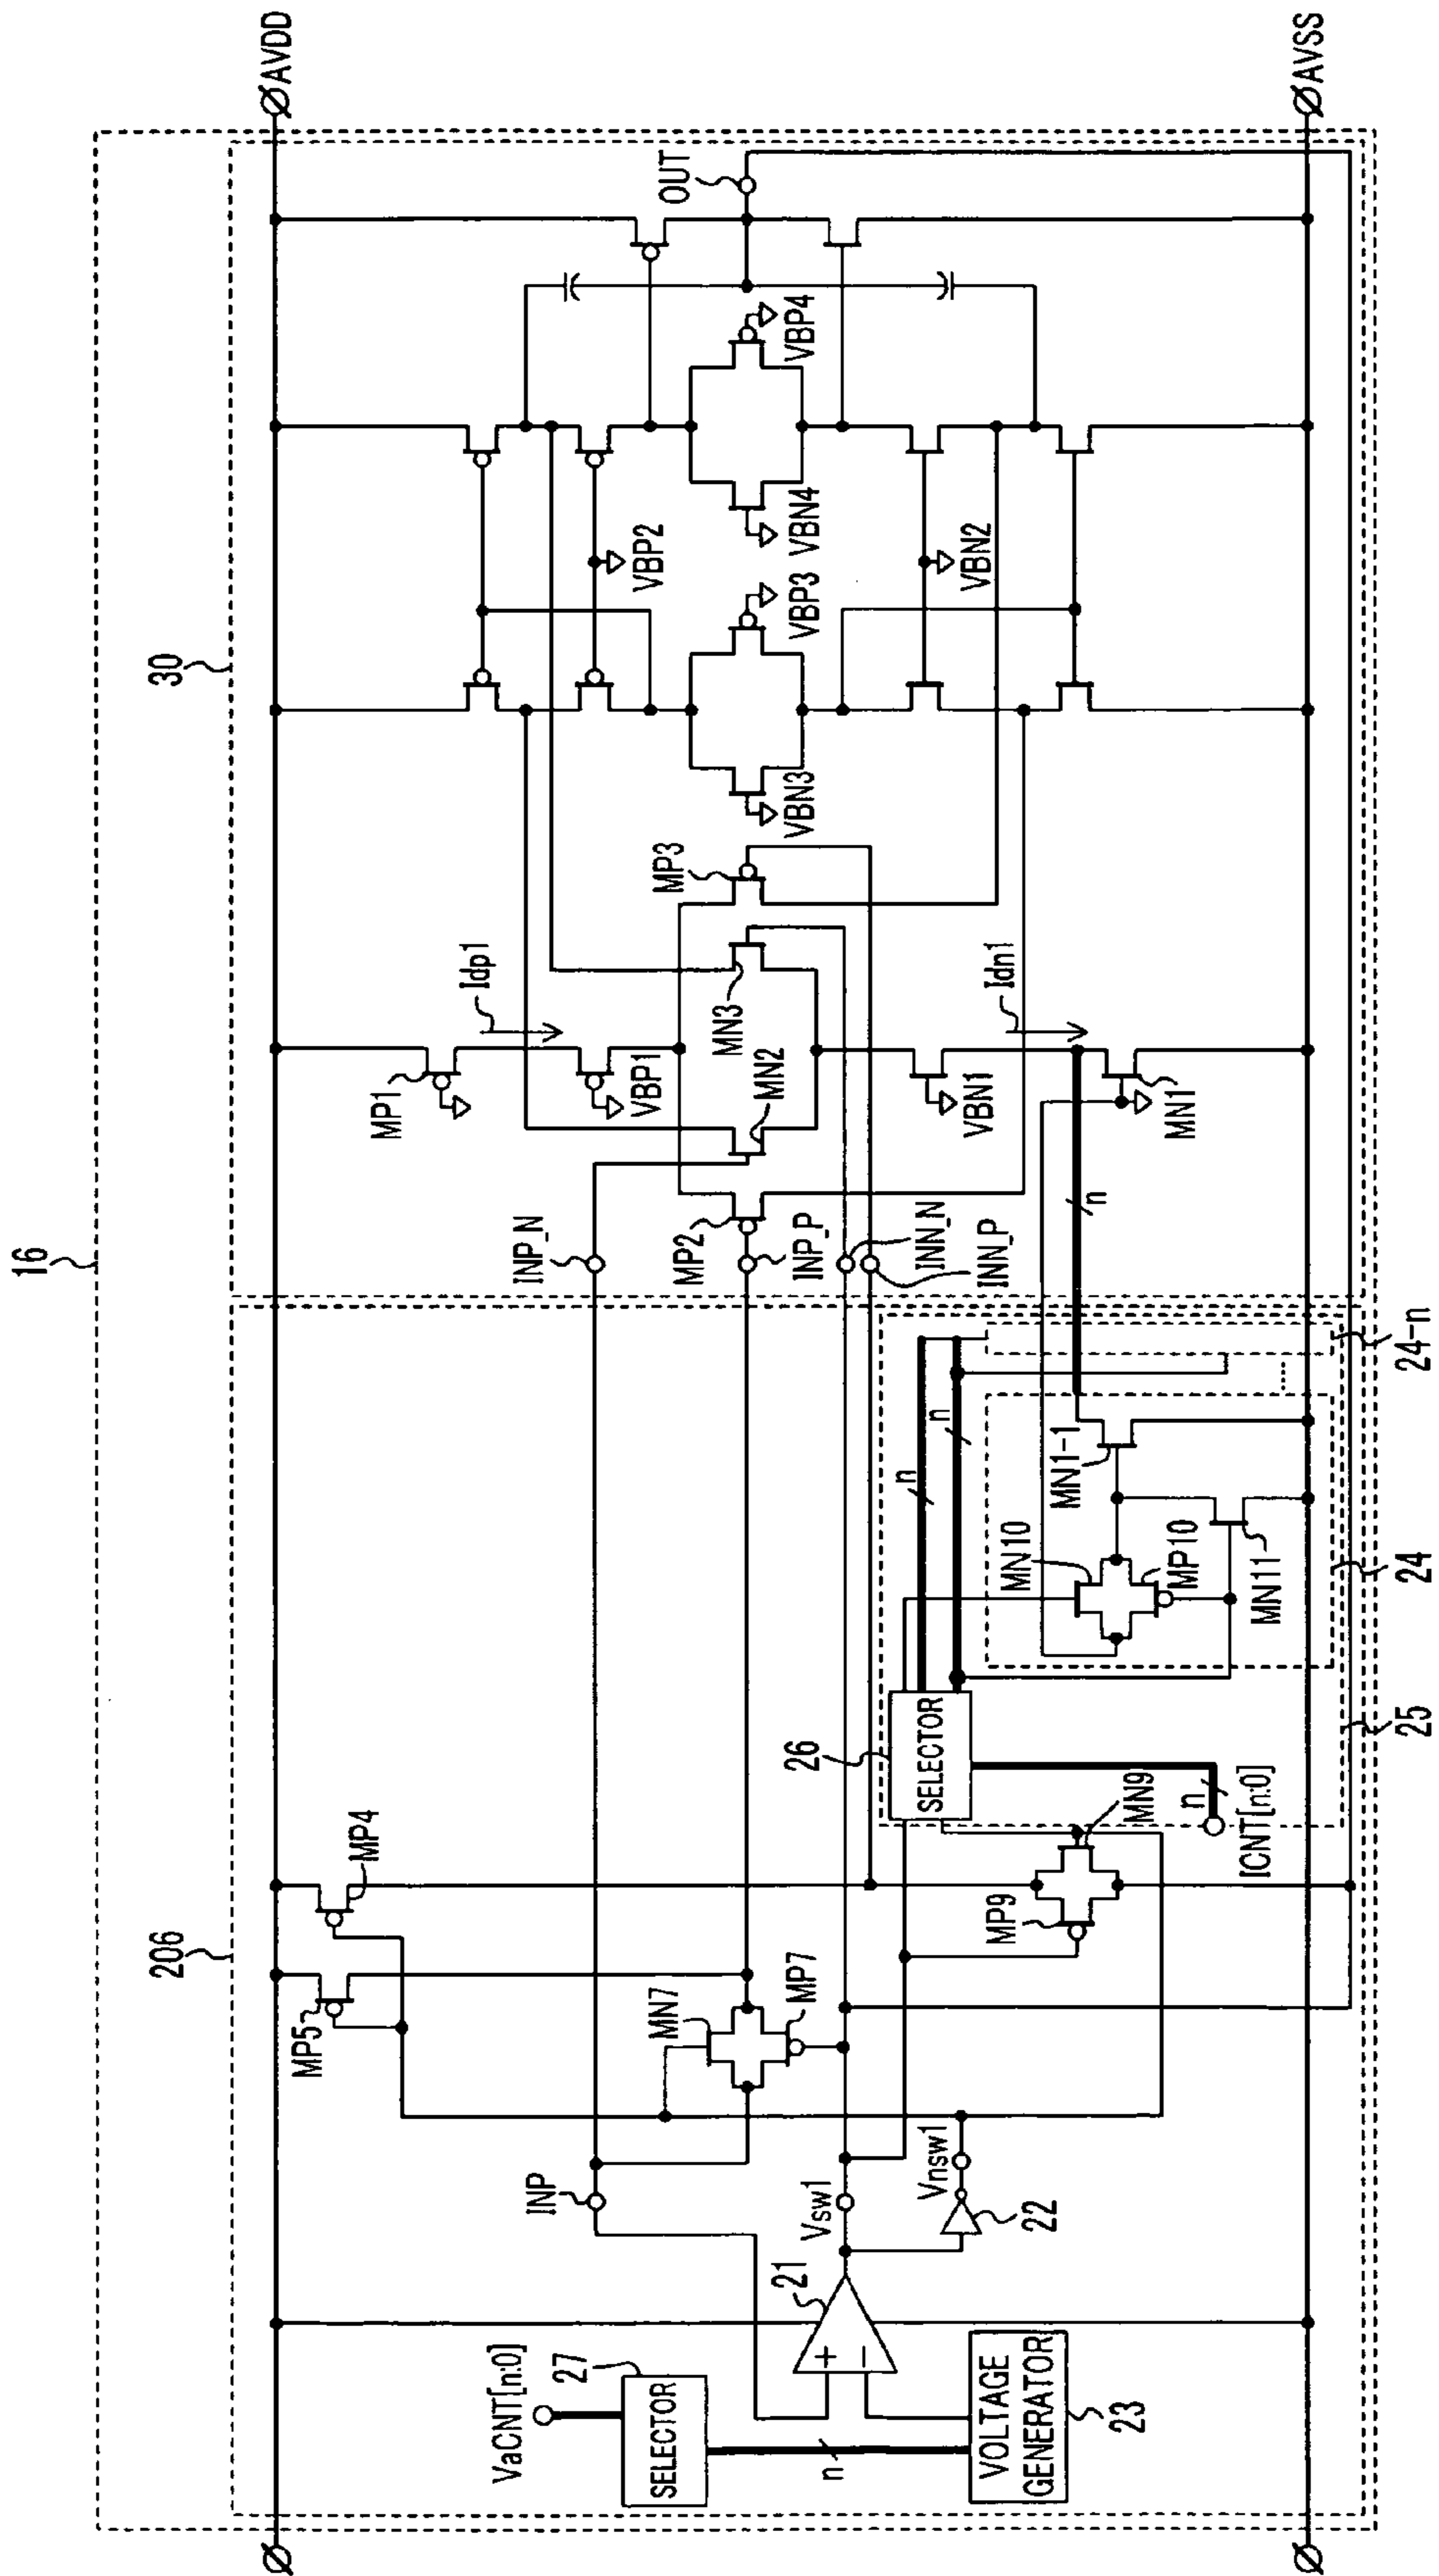 16
206
30
AVDD
AVSS
VaCNT[n:0]
27
SELECTOR
n
VOLTAGE
GENERATOR
23
21
+
−
INP
Vsw1
Vnsw1
22
MP5
MP4
MN7
MP7
MP9
MN9
26
SELECTOR
n
ICNT[n:0]
25
n
n
MN10
MP10
MN11
MN1-1
24
24-n
INP_N
MP2
INP_P
INN_N
INN_P
n
MP1
Idp1
VBP1
MN2
MN3
MP3
VBN1
Idn1
MN1
VBN3
VBP3
VBP2
VBN4
VBP4
VBN2
OUT